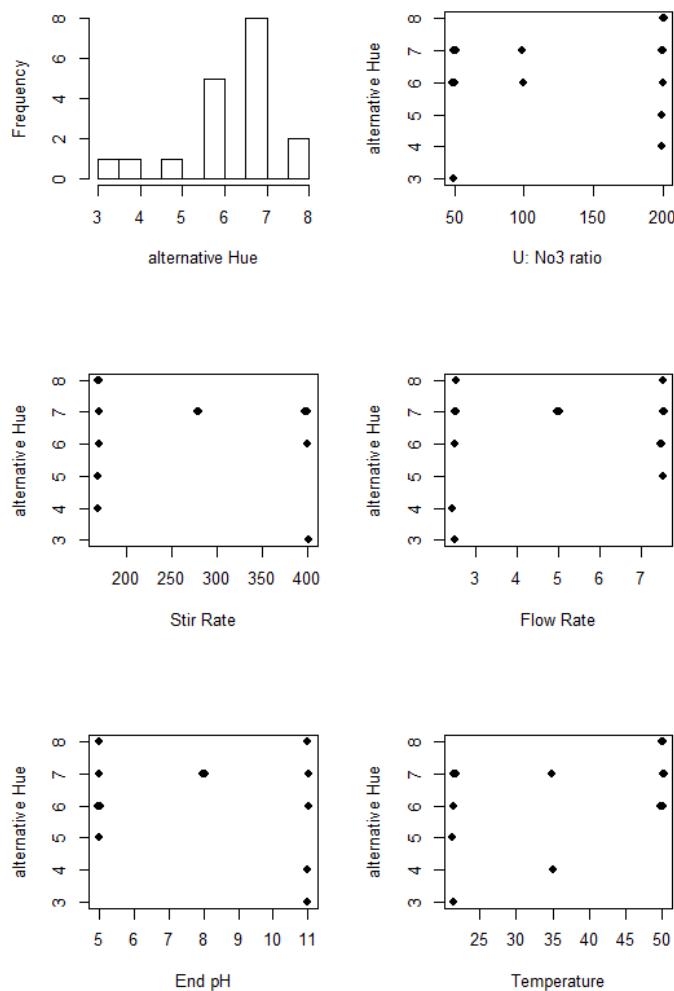 Frequency
0 2 4 6 8
3 4 5 6 7 8
alternative Hue
alternative Hue
3 4 5 6 7 8
50 100 150 200
U: No3 ratio
alternative Hue
3 4 5 6 7 8
200 250 300 350 400
Stir Rate
alternative Hue
3 4 5 6 7 8
3 4 5 6 7
Flow Rate
alternative Hue
3 4 5 6 7 8
5 6 7 8 9 10 11
End pH
alternative Hue
3 4 5 6 7 8
25 30 35 40 45 50
Temperature